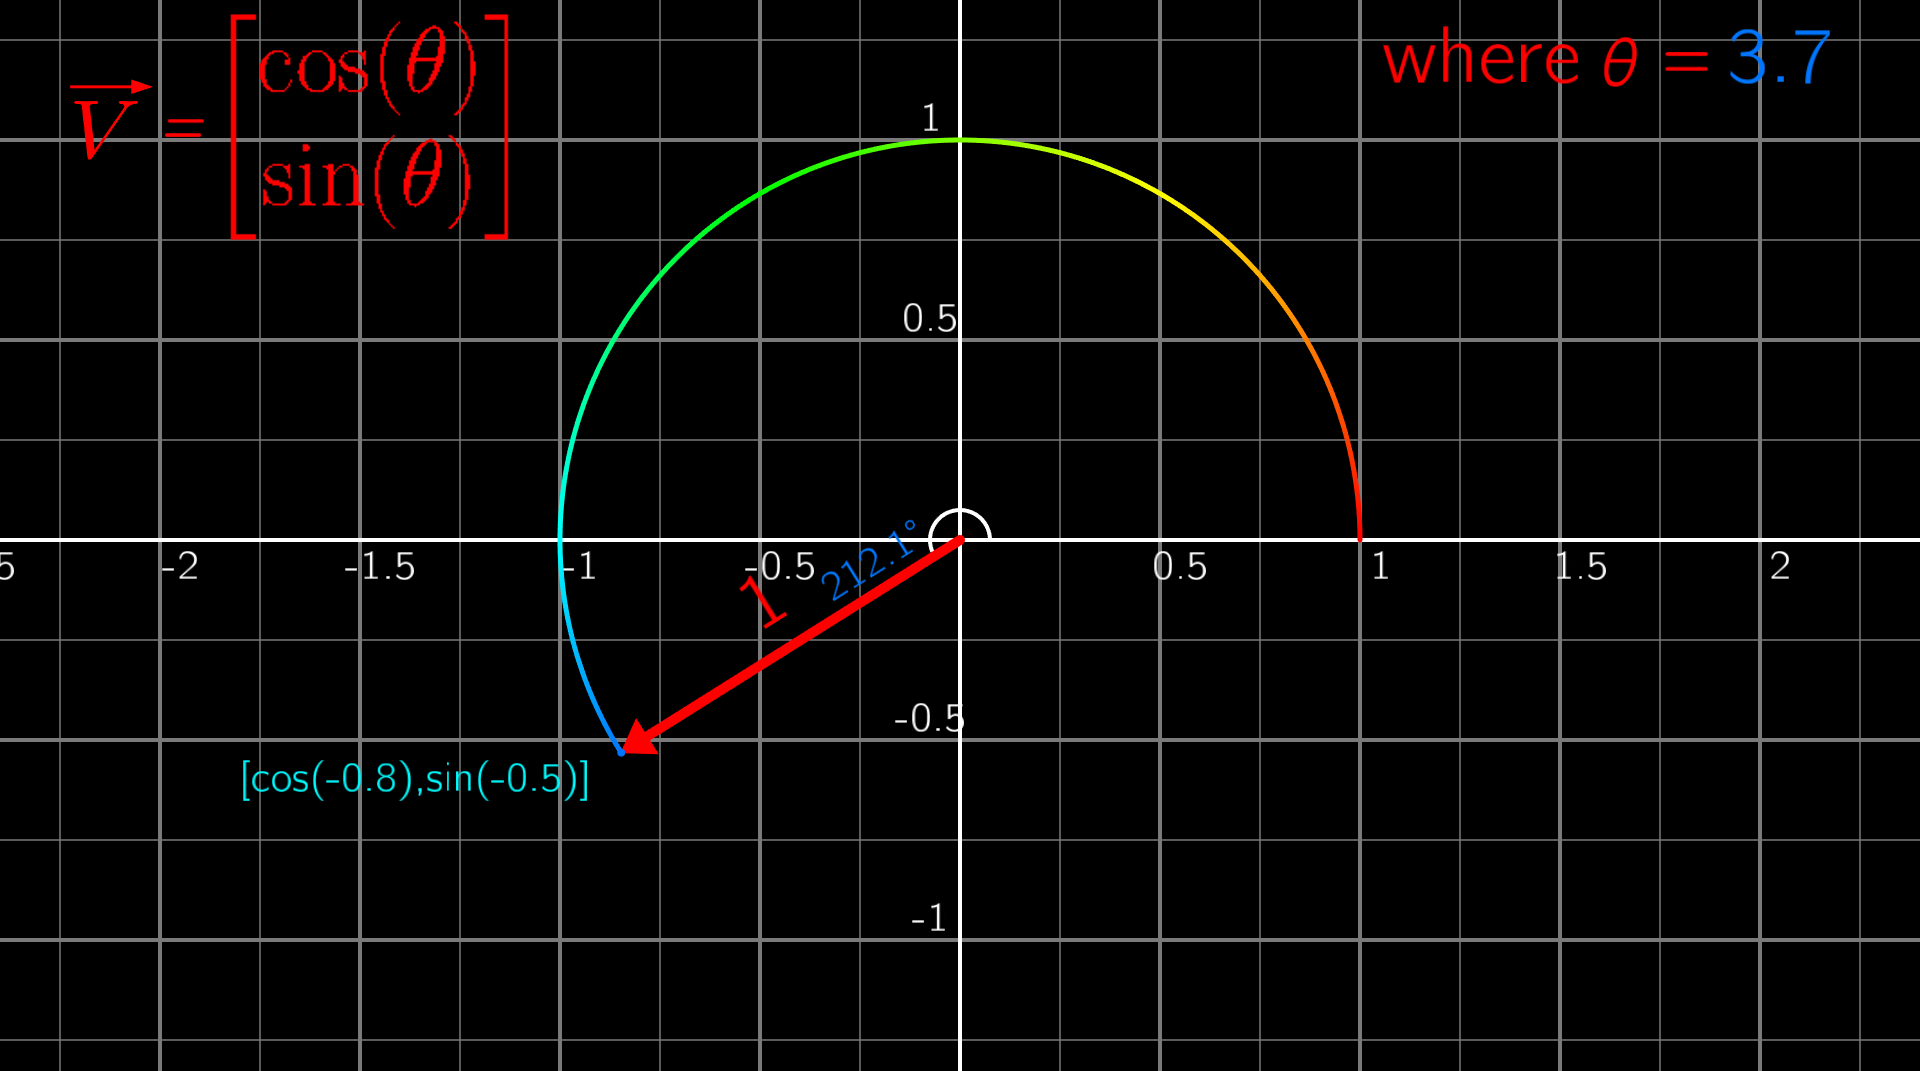 V = [cos(θ)
sin(θ)]
where θ = 3.7
1
0.5
212.1°
5 -2 -1.5 -1 -0.5 0.5 1 1.5 2
1
-0.5
[cos(-0.8),sin(-0.5)]
-1